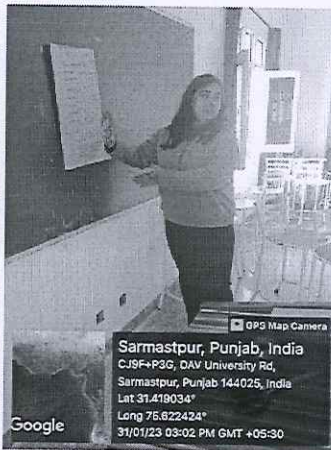 GPS Map Camera
Sarmastpur, Punjab, India
CJ9F+P3G, DAV University Rd,
Sarmastpur, Punjab 144025, India
Lat 31.419034°
Long 75.622424°
31/01/23 03:02 PM GMT +05:30
Google